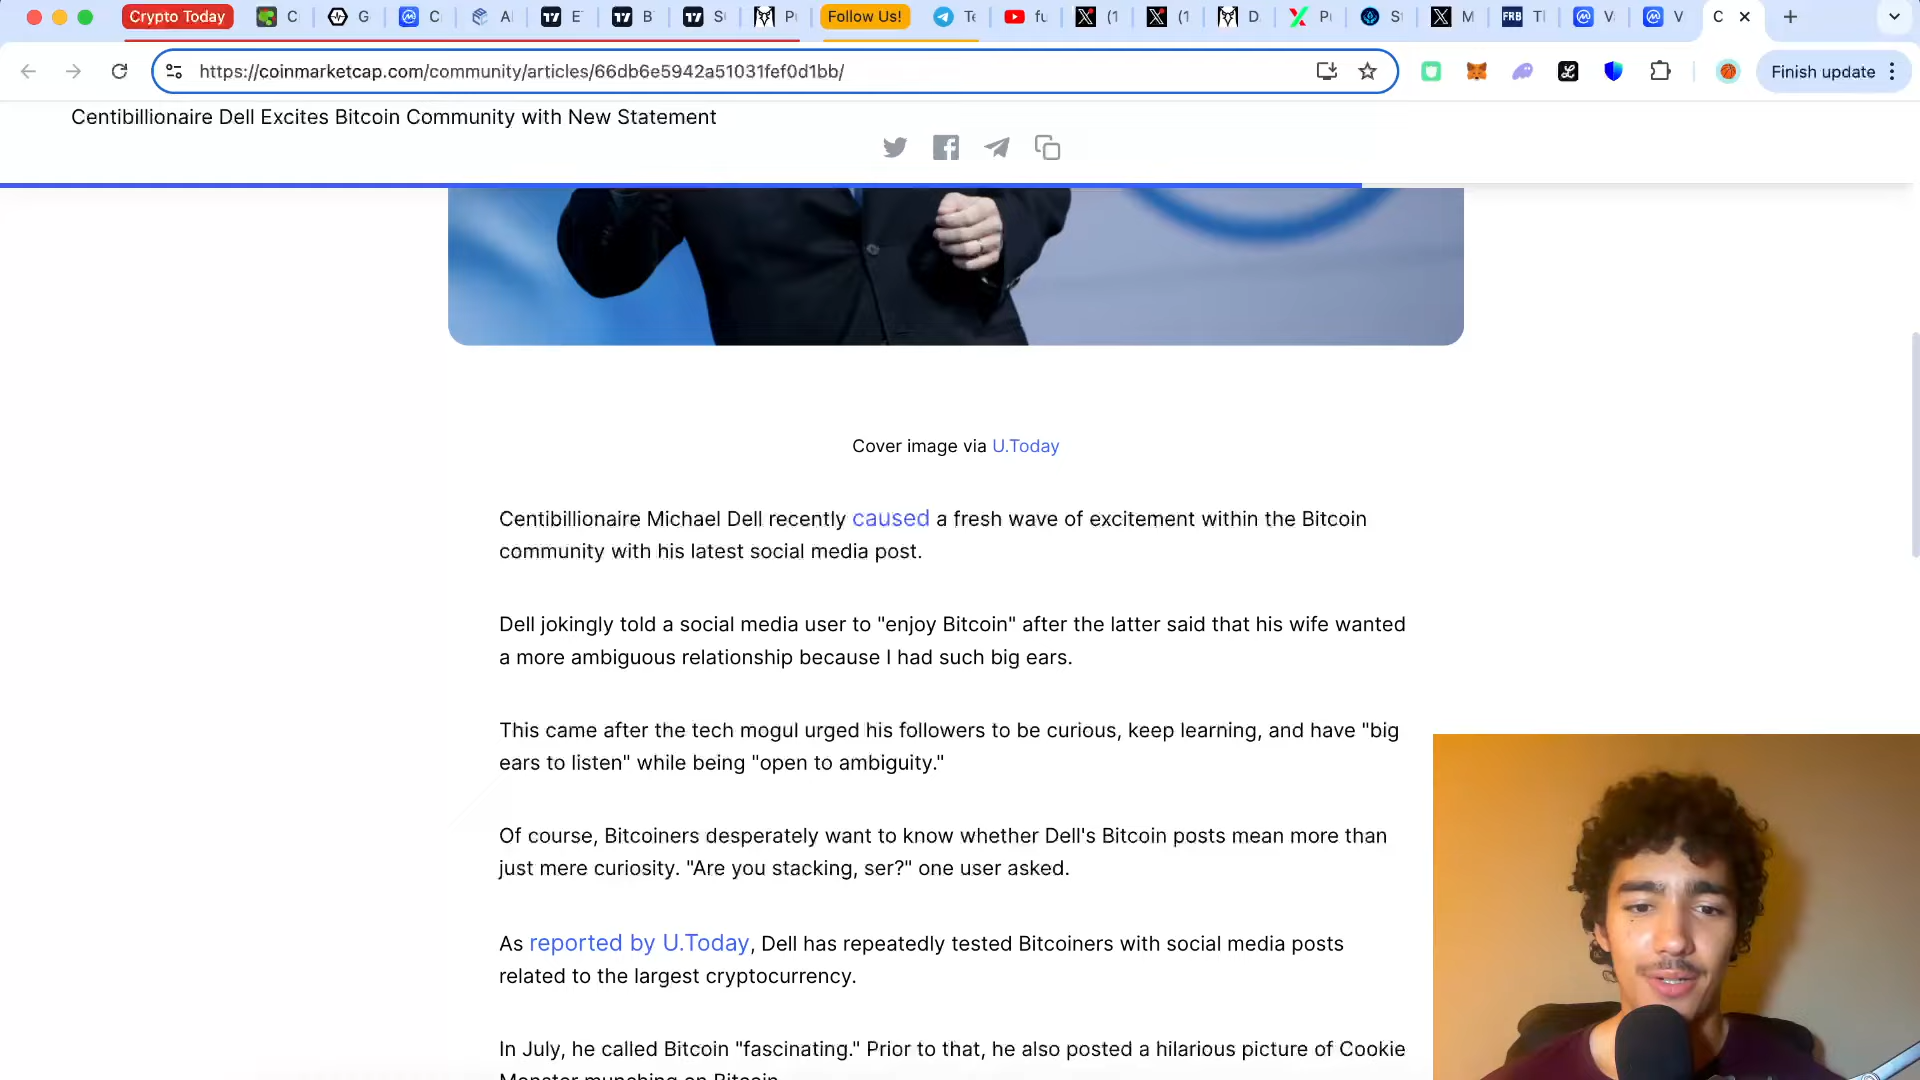 Crypto Today
C
G
C
A
E
B
S
P
Follow Us!
Te
fu
(1
(1
D
P
S
M
FRB
T
V
V
C
https://coinmarketcap.com/community/articles/66db6e5942a51031fef0d1bb/
Finish update
Centibillionaire Dell Excites Bitcoin Community with New Statement
Cover image via U.Today
Centibillionaire Michael Dell recently caused a fresh wave of excitement within the Bitcoin
community with his latest social media post.
Dell jokingly told a social media user to "enjoy Bitcoin" after the latter said that his wife wanted
a more ambiguous relationship because I had such big ears.
This came after the tech mogul urged his followers to be curious, keep learning, and have "big
ears to listen" while being "open to ambiguity."
Of course, Bitcoiners desperately want to know whether Dell's Bitcoin posts mean more than
just mere curiosity. "Are you stacking, ser?" one user asked.
As reported by U.Today, Dell has repeatedly tested Bitcoiners with social media posts
related to the largest cryptocurrency.
In July, he called Bitcoin "fascinating." Prior to that, he also posted a hilarious picture of Cookie
Monster munching on Bitcoin.